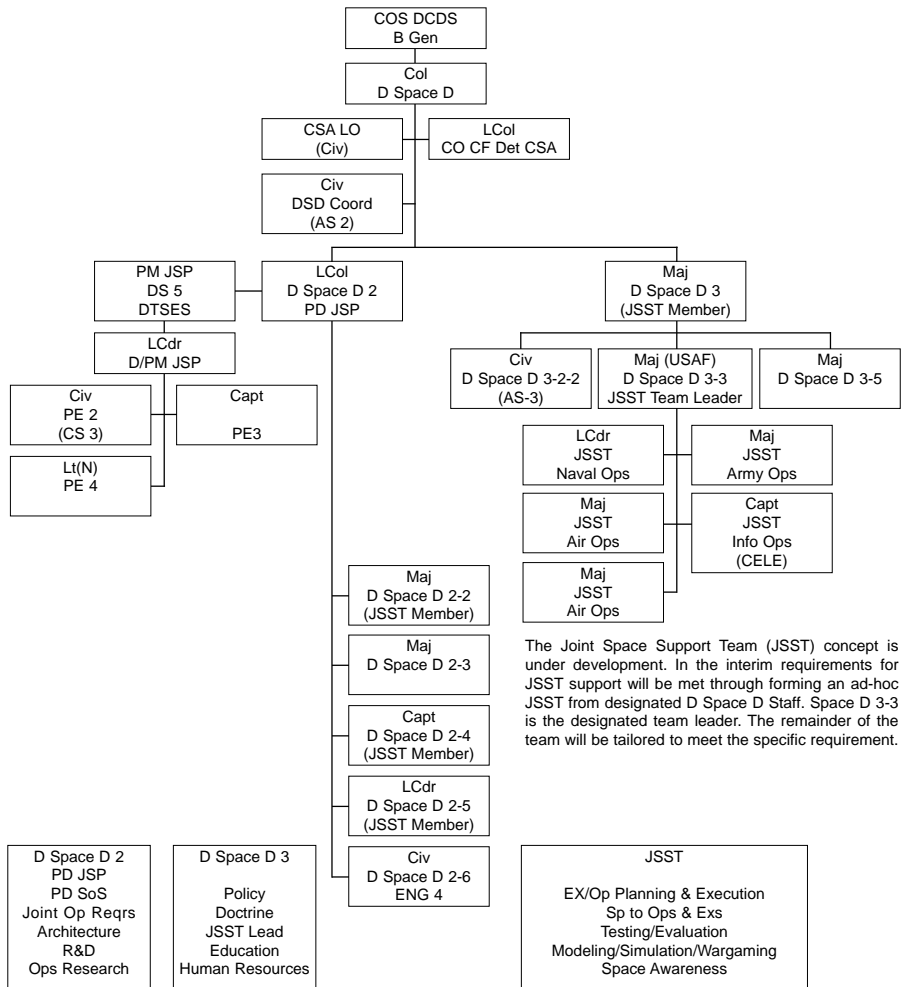 COS DCDS
B Gen
Col
D Space D
CSA LO
(Civ)
LCol
CO CF Det CSA
Civ
DSD Coord
(AS 2)
PM JSP
DS 5
DTSES
LCol
D Space D 2
PD JSP
Maj
D Space D 3
(JSST Member)
LCdr
D/PM JSP
Civ
PE 2
(CS 3)
Capt
PE3
Lt(N)
PE 4
Civ
D Space D 3-2-2
(AS-3)
Maj (USAF)
D Space D 3-3
JSST Team Leader
Maj
D Space D 3-5
LCdr
JSST
Naval Ops
Maj
JSST
Army Ops
Maj
JSST
Air Ops
Capt
JSST
Info Ops
(CELE)
Maj
JSST
Air Ops
Maj
D Space D 2-2
(JSST Member)
Maj
D Space D 2-3
Capt
D Space D 2-4
(JSST Member)
LCdr
D Space D 2-5
(JSST Member)
Civ
D Space D 2-6
ENG 4
The Joint Space Support Team (JSST) concept is
under development. In the interim requirements for
JSST support will be met through forming an ad-hoc
JSST from designated D Space D Staff. Space D 3-3
is the designated team leader. The remainder of the
team will be tailored to meet the specific requirement.
D Space D 2
PD JSP
PD SoS
Joint Op Reqrs
Architecture
R&D
Ops Research
D Space D 3
Policy
Doctrine
JSST Lead
Education
Human Resources
JSST
EX/Op Planning & Execution
Sp to Ops & Exs
Testing/Evaluation
Modeling/Simulation/Wargaming
Space Awareness